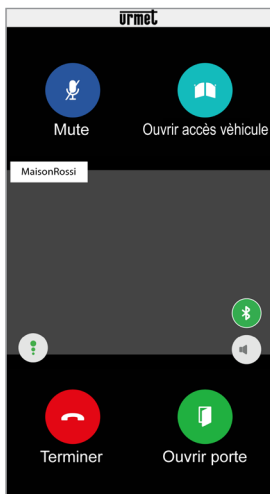 urmet
Mute
Ouvrir accès vèhicule
MaisonRossi
Terminer
Ouvrir porte